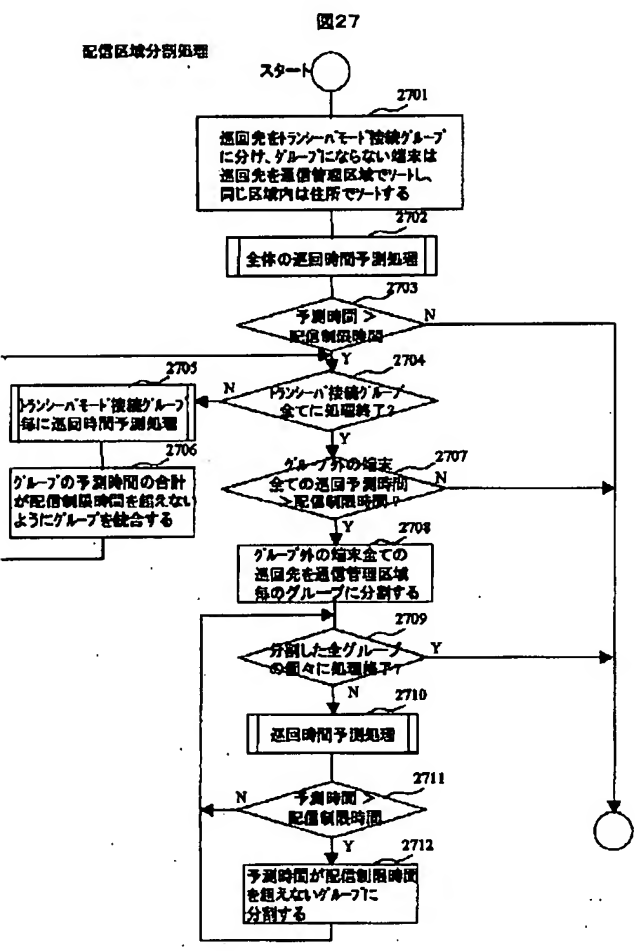 図27
配信区域分割処理
スタート
2701
巡回先をトランシーバモード接続グループ
に分け、グループにならない端末は
巡回先を通信管理区域でソートし、
同じ区域内は住所でソートする
2702
全体の巡回時間予測処理
2703
予測時間 >
配信制限時間
N
Y
2704
トランシーバ接続グループ
全てに処理終了?
N
Y
2705
トランシーバモード接続グループ
毎に巡回時間予測処理
2706
グループの予測時間の合計
が配信制限時間を超えない
ようにグループを統合する
2707
グループ外の端末
全ての巡回予測時間
>配信制限時間?
N
Y
2708
グループ外の端末全ての
巡回先を通信管理区域
毎のグループに分割する
2709
分割した全グループ
の個々に処理終了?
Y
N
2710
巡回時間予測処理
2711
予測時間 >
配信制限時間
N
Y
2712
予測時間が配信制限時間
を超えないグループに
分割する